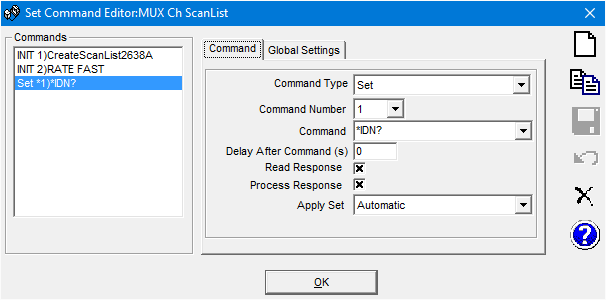 Set Command Editor:MUX Ch ScanList
Commands
INIT 1)CreateScanList2638A
INIT 2)RATE FAST
Set *1)*IDN?
Command
Global Settings
Command Type
Set
Command Number
1
Command
*IDN?
Delay After Command (s)
0
Read Response
Process Response
Apply Set
Automatic
OK